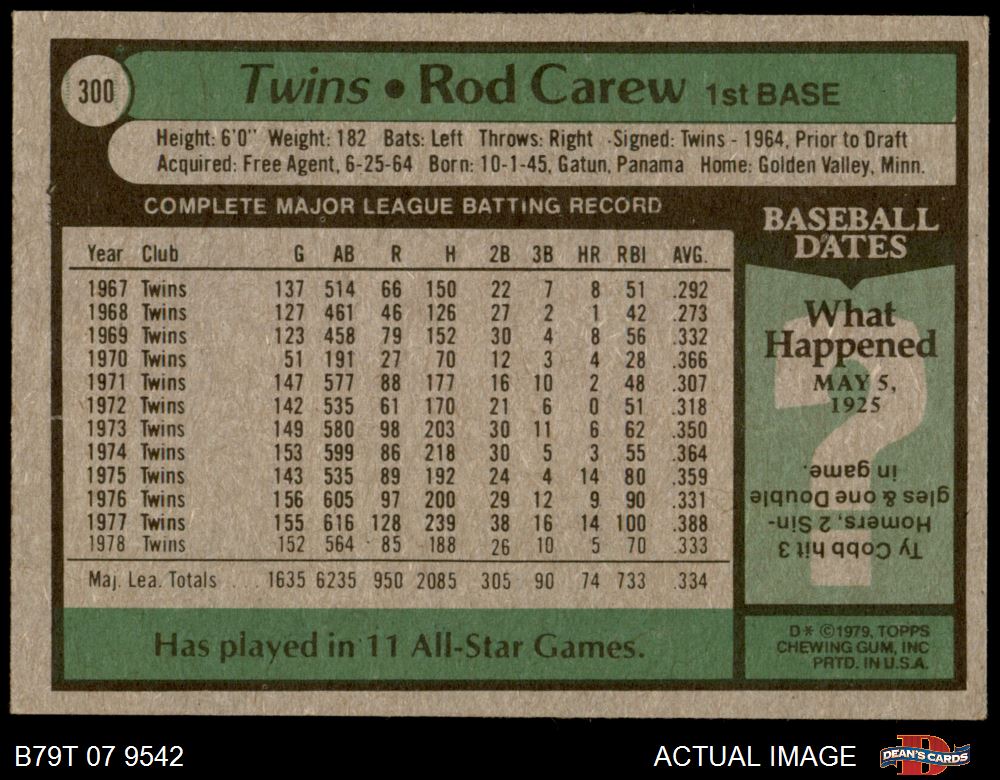 300
Twins • Rod Carew 1st BASE
Height: 6'0" Weight: 182 Bats: Left Throws: Right Signed: Twins - 1964, Prior to Draft
Acquired: Free Agent, 6-25-64 Born: 10-1-45, Gatun, Panama Home: Golden Valley, Minn.
COMPLETE MAJOR LEAGUE BATTING RECORD
Year Club G AB R H 2B 3B HR RBI AVG.
1967 Twins 137 514 66 150 22 7 8 51 .292
1968 Twins 127 461 46 126 27 2 1 42 .273
1969 Twins 123 458 79 152 30 4 8 56 .332
1970 Twins 51 191 27 70 12 3 4 28 .366
1971 Twins 147 577 88 177 16 10 2 48 .307
1972 Twins 142 535 61 170 21 6 0 51 .318
1973 Twins 149 580 98 203 30 11 6 62 .350
1974 Twins 153 599 86 218 30 5 3 55 .364
1975 Twins 143 535 89 192 24 4 14 80 .359
1976 Twins 156 605 97 200 29 12 9 90 .331
1977 Twins 155 616 128 239 38 16 14 100 .388
1978 Twins 152 564 85 188 26 10 5 70 .333
Maj. Lea. Totals ... 1635 6235 950 2085 305 90 74 733 .334
Has played in 11 All-Star Games.
BASEBALL
DATES
What
Happened
MAY 5,
1925
?
Ty Cobb hit 3
Homers, 2 Sin-
gles & one Double
in game.
D* ©1979, TOPPS
CHEWING GUM, INC
PRTD. IN U.S.A.
B79T 07 9542
ACTUAL IMAGE
D
DEAN'S CARDS